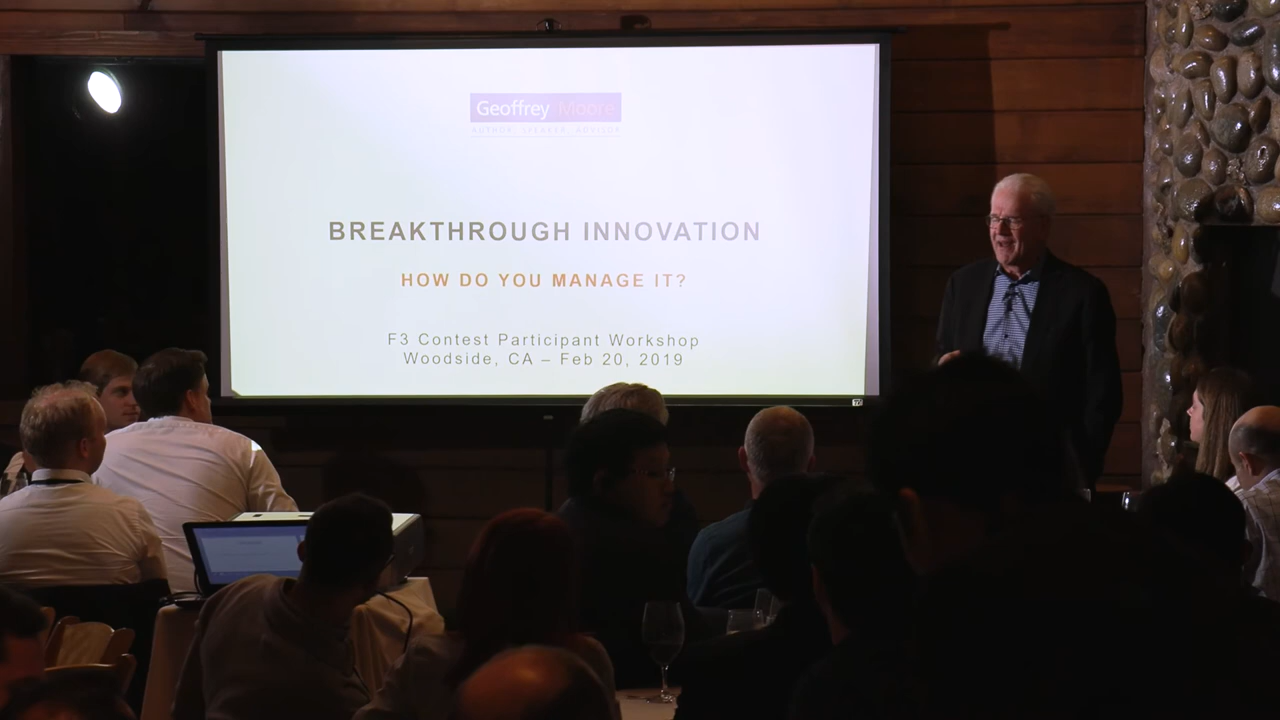 Geoffrey Moore
AUTHOR SPEAKER ADVISOR
BREAKTHROUGH INNOVATION
HOW DO YOU MANAGE IT?
F3 Contest Participant Workshop
Woodside, CA – Feb 20, 2019